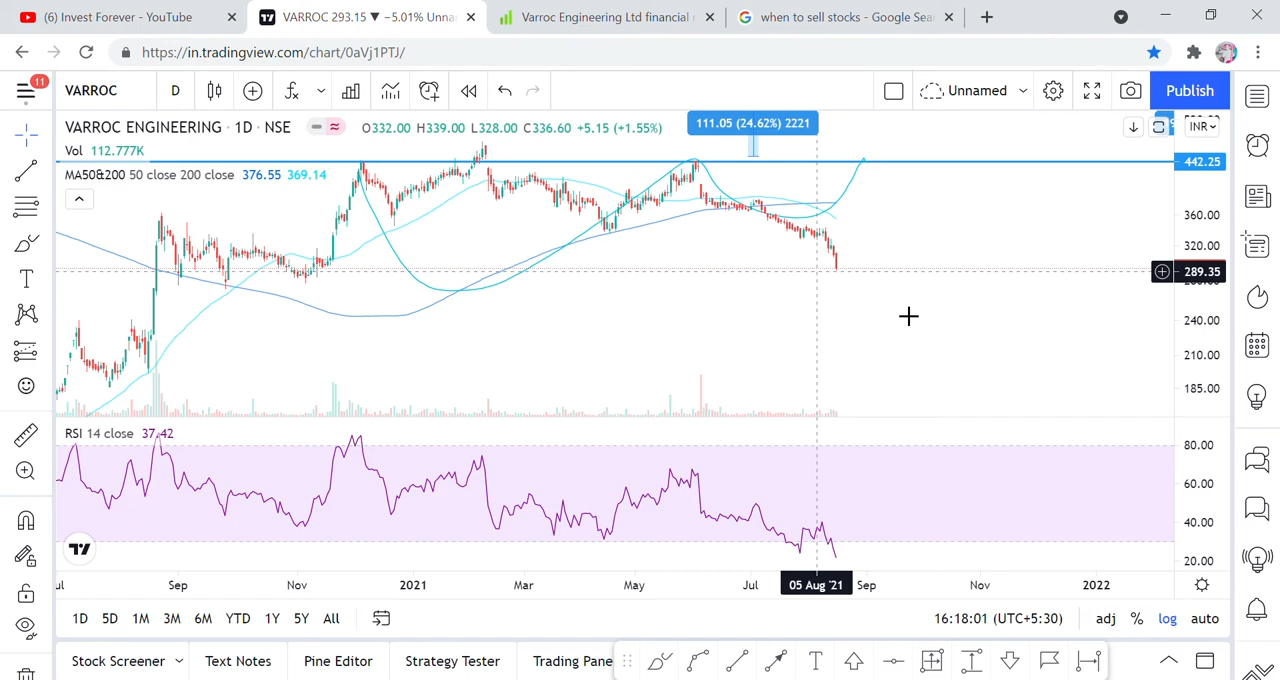 (6) Invest Forever - YouTube
VARROC 293.15 ▼ −5.01% Unna
Varroc Engineering Ltd financial
when to sell stocks - Google Sea
https://in.tradingview.com/chart/0aVj1PTJ/
11
VARROC
D
Unnamed
Publish
VARROC ENGINEERING · 1D · NSE
O332.00 H339.00 L328.00 C336.60 +5.15 (+1.55%)
111.05 (24.62%) 2221
INR
Vol 112.777K
442.25
MA50&200 50 close 200 close 376.55 369.14
360.00
320.00
289.35
240.00
210.00
185.00
RSI 14 close 37.42
80.00
60.00
40.00
20.00
Sep
Nov
2021
Mar
May
Jul
05 Aug '21
Sep
Nov
2022
1D 5D 1M 3M 6M YTD 1Y 5Y All
16:18:01 (UTC+5:30)
adj % log auto
Stock Screener
Text Notes
Pine Editor
Strategy Tester
Trading Pane
T